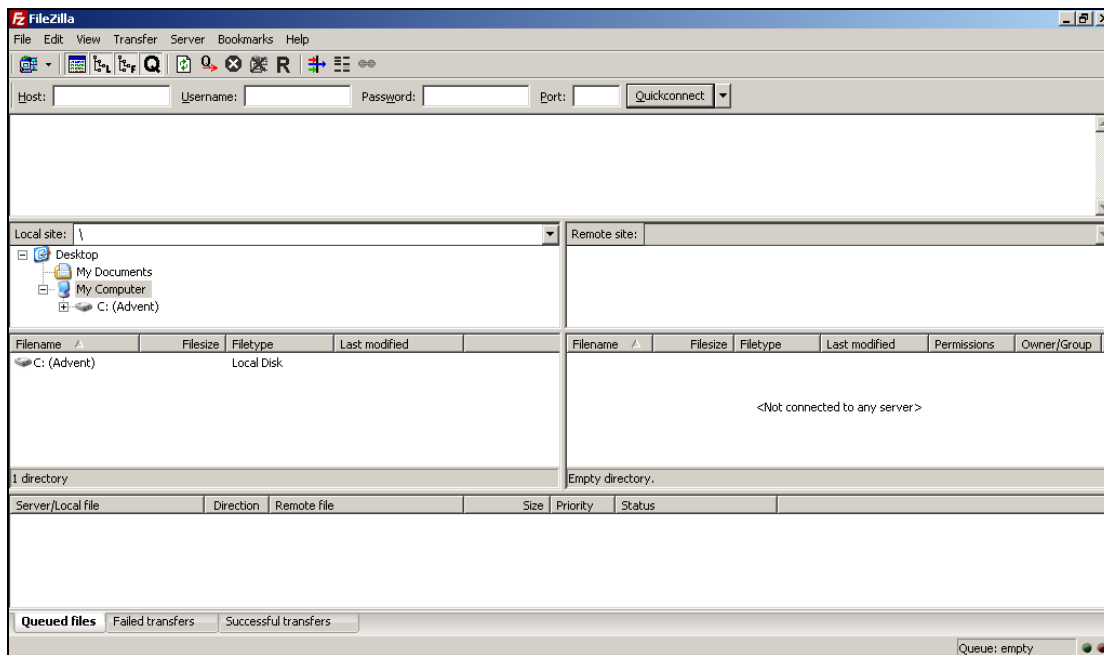 FileZilla
File Edit View Transfer Server Bookmarks Help
Q R
Host: Username: Password: Port: Quickconnect
Local site: \ Remote site:
Desktop
My Documents
My Computer
C: (Advent)
Filename Filesize Filetype Last modified Filename Filesize Filetype Last modified Permissions Owner/Group
C: (Advent) Local Disk
<Not connected to any server>
1 directory Empty directory.
Server/Local file Direction Remote file Size Priority Status
Queued files Failed transfers Successful transfers
Queue: empty